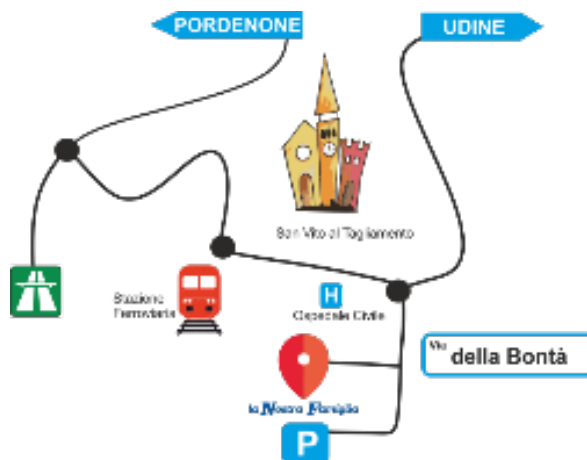 PORDENONE
UDINE
San Vito al Tagliamento
Stazione
Ferroviaria
H
Ospedale Civile
Via della Bontà
la Nostra Famiglia
P